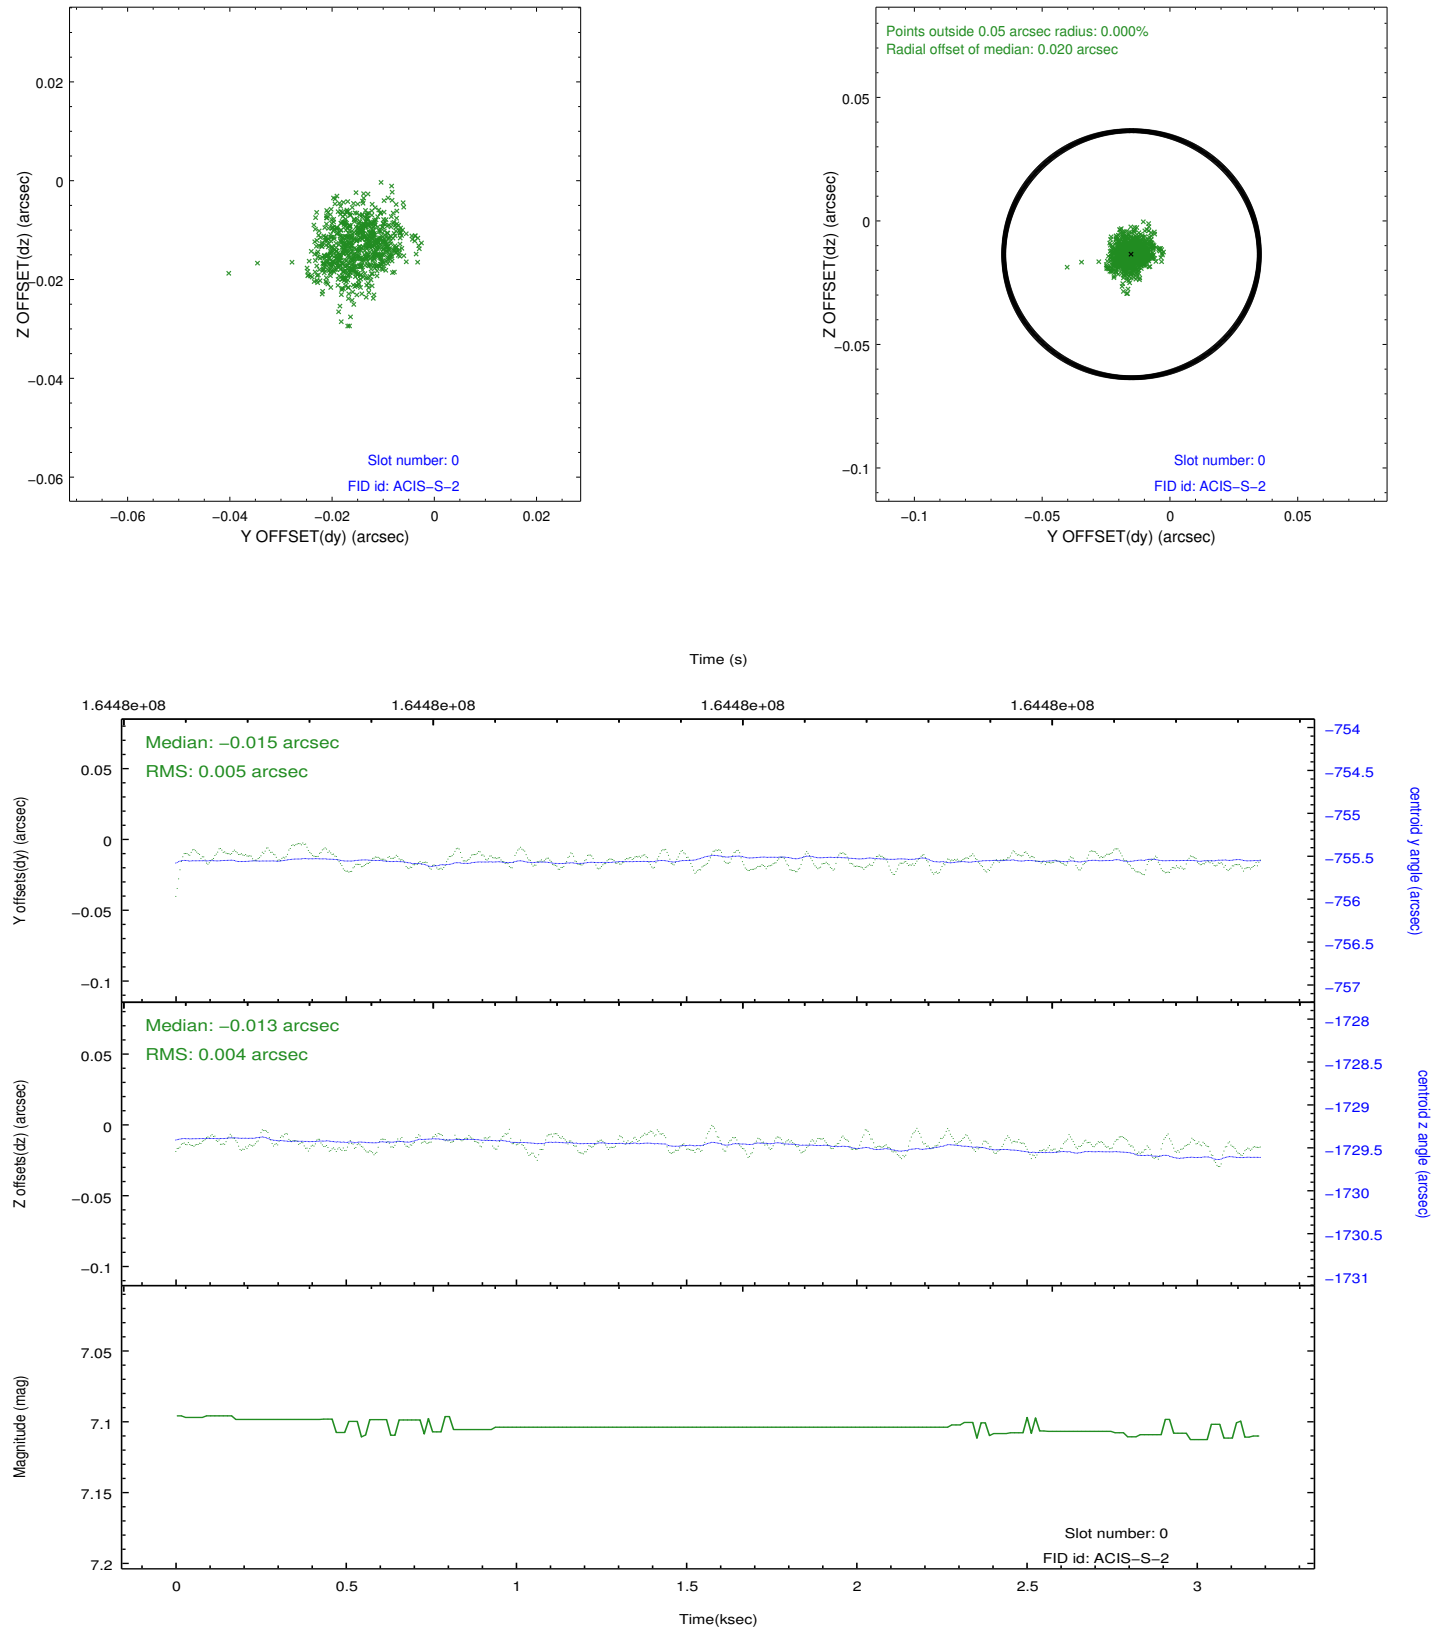 0.02
0
−0.02
−0.04
−0.06
Z OFFSET(dz) (arcsec)
Slot number: 0
FID id: ACIS−S−2
−0.06
−0.04
−0.02
0
0.02
Y OFFSET(dy) (arcsec)
Points outside 0.05 arcsec radius: 0.000%
Radial offset of median: 0.020 arcsec
0.05
0
−0.05
−0.1
Z OFFSET(dz) (arcsec)
Slot number: 0
FID id: ACIS−S−2
−0.1
−0.05
0
0.05
Y OFFSET(dy) (arcsec)
Time (s)
1.6448e+08
1.6448e+08
1.6448e+08
1.6448e+08
Median: −0.015 arcsec
RMS: 0.005 arcsec
0.05
0
−0.05
−0.1
Y offsets(dy) (arcsec)
−754
−754.5
−755
−755.5
−756
−756.5
−757
centroid y angle (arcsec)
Median: −0.013 arcsec
RMS: 0.004 arcsec
0.05
0
−0.05
−0.1
Z offsets(dz) (arcsec)
−1728
−1728.5
−1729
−1729.5
−1730
−1730.5
−1731
centroid z angle (arcsec)
7.05
7.1
7.15
7.2
Magnitude (mag)
Slot number: 0
FID id: ACIS−S−2
0
0.5
1
1.5
2
2.5
3
Time(ksec)